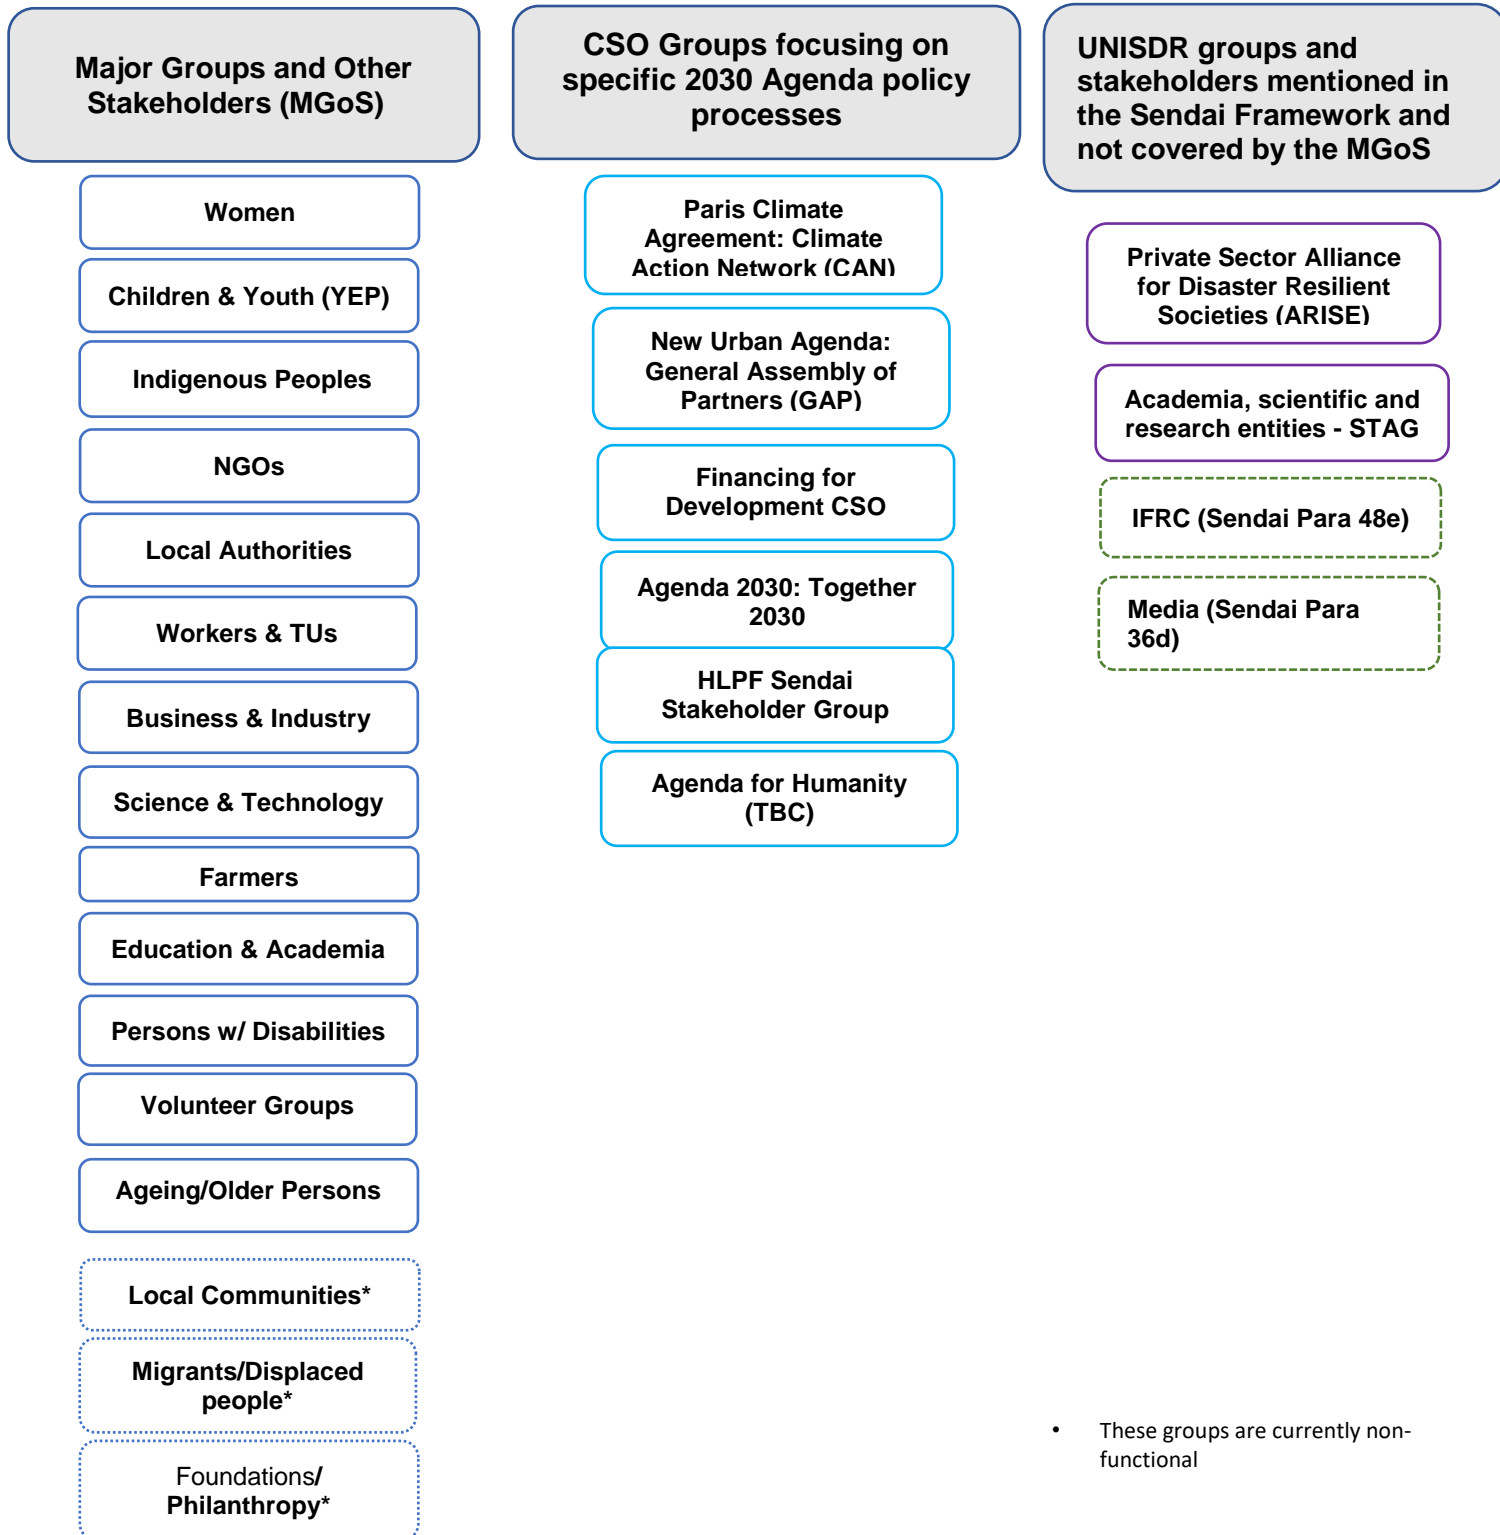 Major Groups and Other
Stakeholders (MGoS)
Women
Children & Youth (YEP)
Indigenous Peoples
NGOs
Local Authorities
Workers & TUs
Business & Industry
Science & Technology
Farmers
Education & Academia
Persons w/ Disabilities
Volunteer Groups
Ageing/Older Persons
Local Communities*
Migrants/Displaced
people*
Foundations/
Philanthropy*
CSO Groups focusing on
specific 2030 Agenda policy
processes
Paris Climate
Agreement: Climate
Action Network (CAN)
New Urban Agenda:
General Assembly of
Partners (GAP)
Financing for
Development CSO
Agenda 2030: Together
2030
HLPF Sendai
Stakeholder Group
Agenda for Humanity
(TBC)
UNISDR groups and
stakeholders mentioned in
the Sendai Framework and
not covered by the MGoS
Private Sector Alliance
for Disaster Resilient
Societies (ARISE)
Academia, scientific and
research entities - STAG
IFRC (Sendai Para 48e)
Media (Sendai Para
36d)
• These groups are currently non-
functional